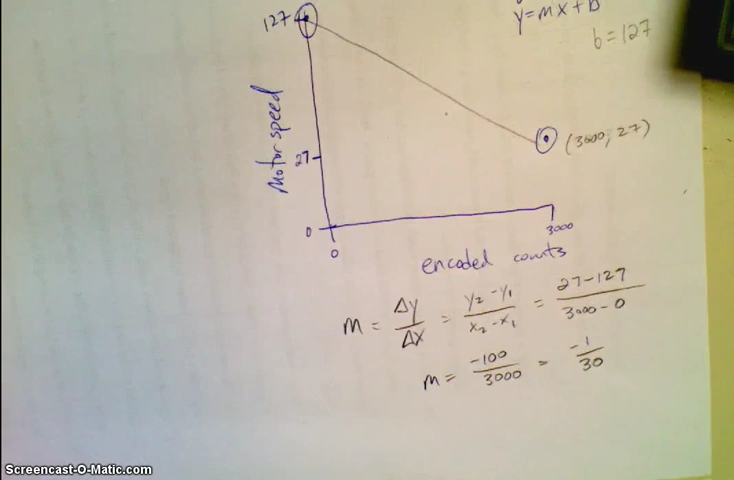 y=mx+b
b=127
127
Motor speed
27
(3000, 27)
0
0
3000
encoded counts
m = Δy/Δx = y₂-y₁/x₂-x₁ = 27-127/3000-0
m = -100/3000 = -1/30
Screencast-O-Matic.com